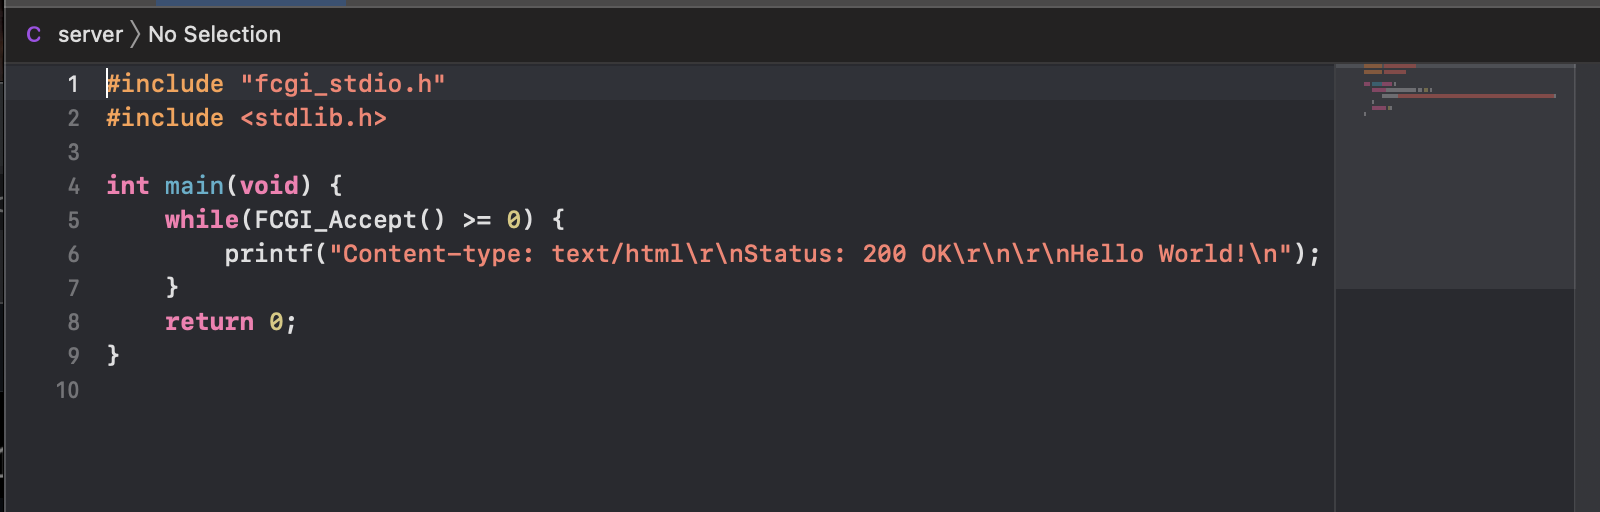 C server 〉 No Selection
1 #include "fcgi_stdio.h"
2 #include <stdlib.h>
3
4 int main(void) {
5     while(FCGI_Accept() >= 0) {
6         printf("Content-type: text/html\r\nStatus: 200 OK\r\n\r\nHello World!\n");
7     }
8     return 0;
9 }
10